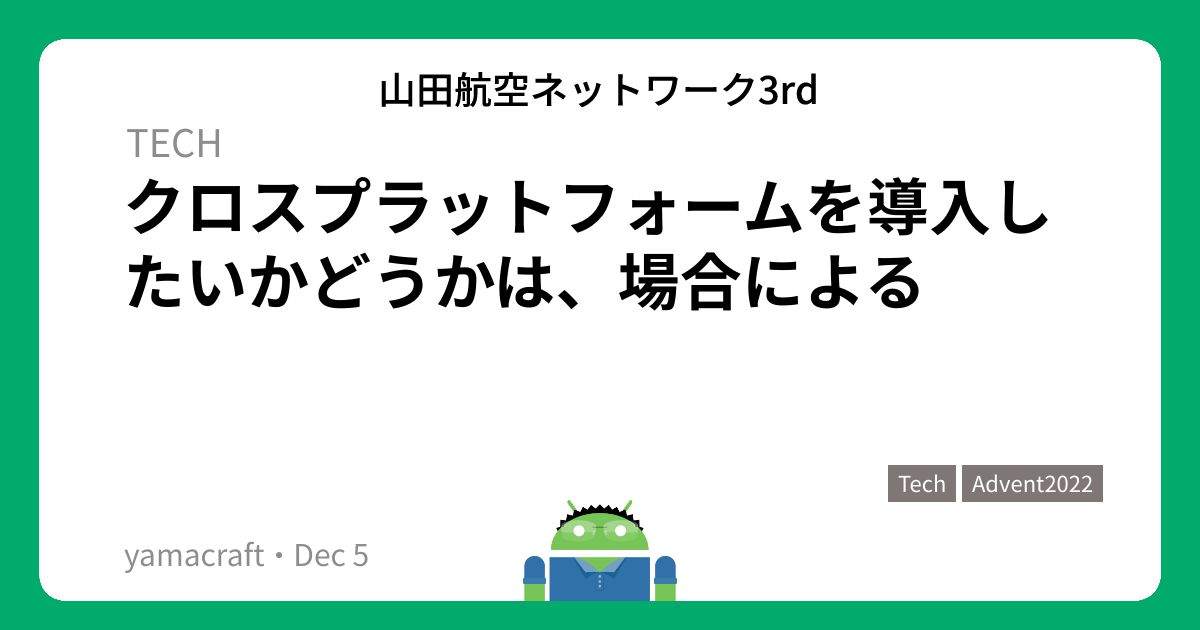 山田航空ネットワーク3rd
TECH
クロスプラットフォームを導入し
たいかどうかは、場合による
Tech Advent2022
yamacraft・Dec 5